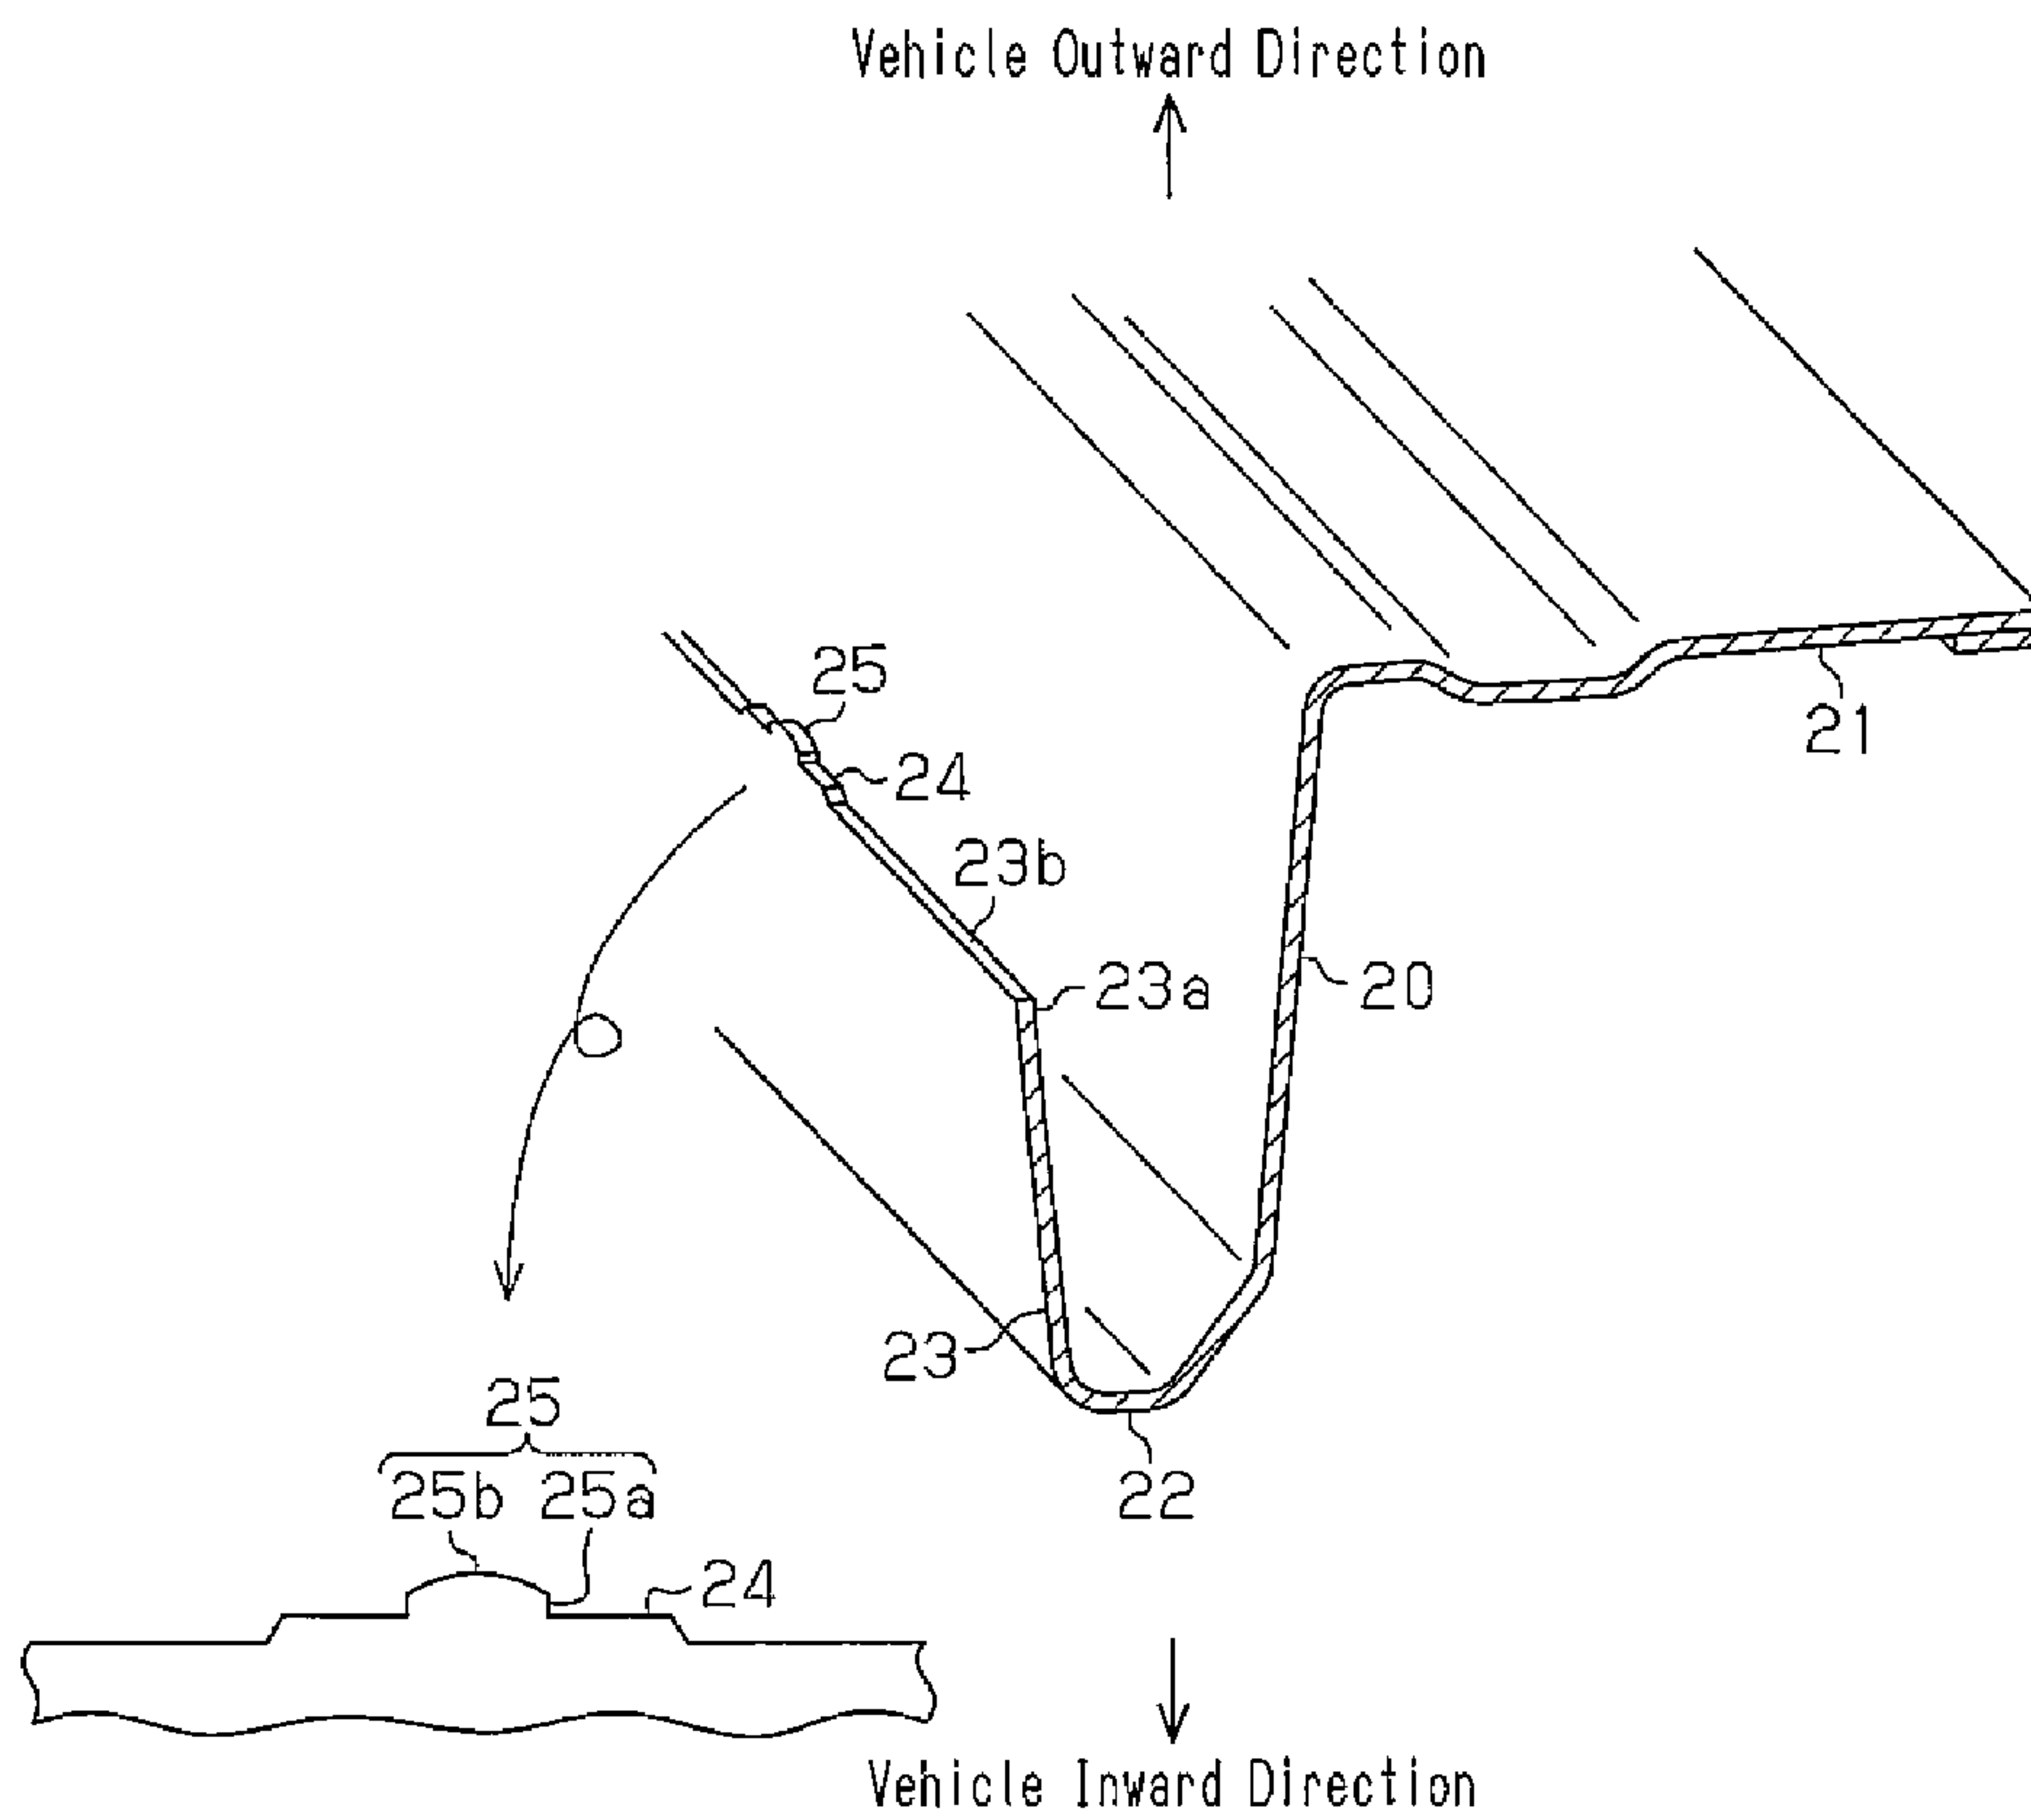 Vehicle Outward Direction
25
24
21
23b
23a
20
23
25
25b 25a
22
24
Vehicle Inward Direction